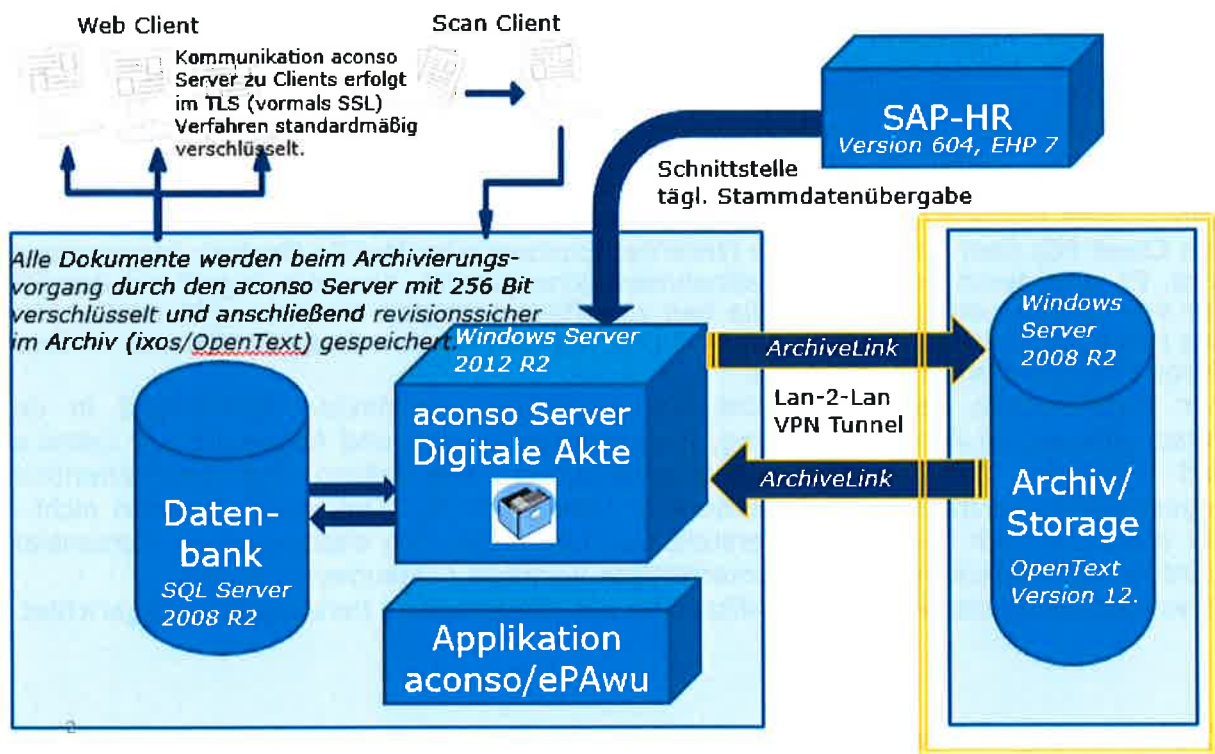 Web Client
Scan Client
Kommunikation aconso
Server zu Clients erfolgt
im TLS (vormals SSL)
Verfahren standardmäßig
verschlüsselt.
SAP-HR
Version 604, EHP 7
Schnittstelle
tägl. Stammdatenübergabe
Alle Dokumente werden beim Archivierungs-
vorgang durch den aconso Server mit 256 Bit
verschlüsselt und anschließend revisionssicher
im Archiv (ixos/OpenText) gespeichert.
Windows Server
2012 R2
aconso Server
Digitale Akte
Daten-
bank
SQL Server
2008 R2
Applikation
aconso/ePAwu
ArchiveLink
Lan-2-Lan
VPN Tunnel
ArchiveLink
Windows
Server
2008 R2
Archiv/
Storage
OpenText
Version 12.
2